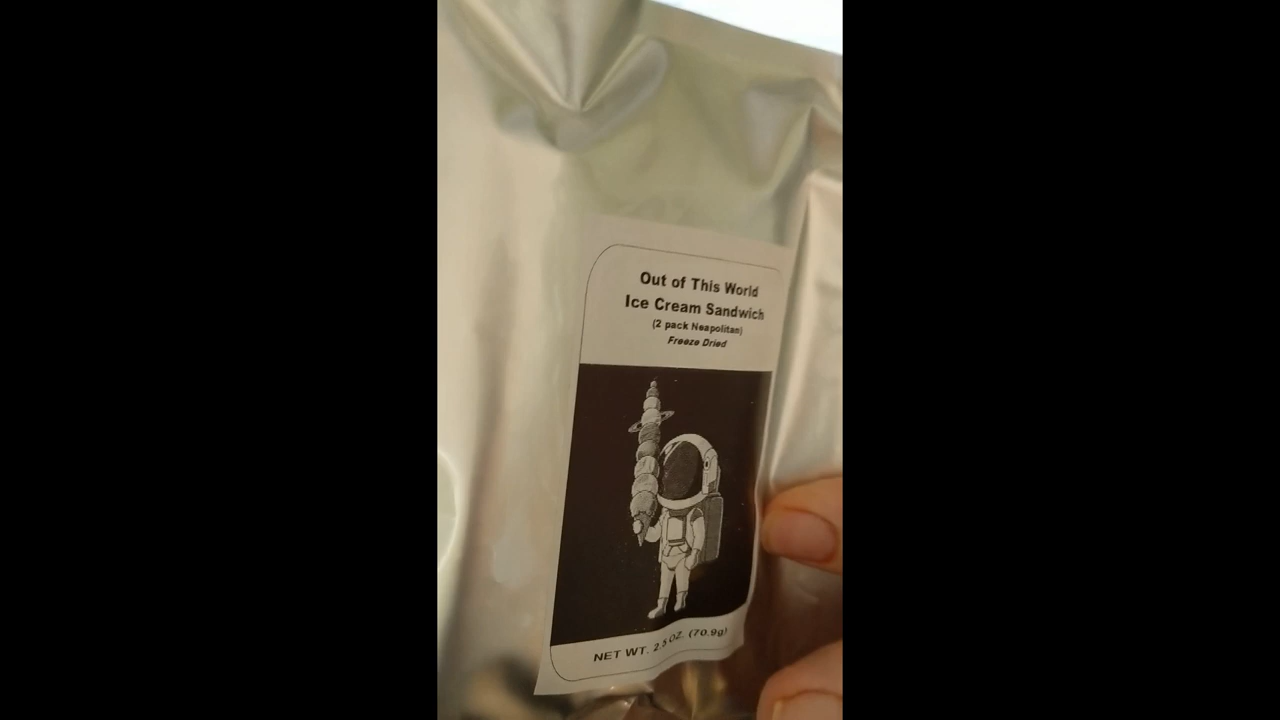 Out of This World
Ice Cream Sandwich
(2 pack Neapolitan)
Freeze Dried
NET WT. 2.5 OZ. (70.9g)